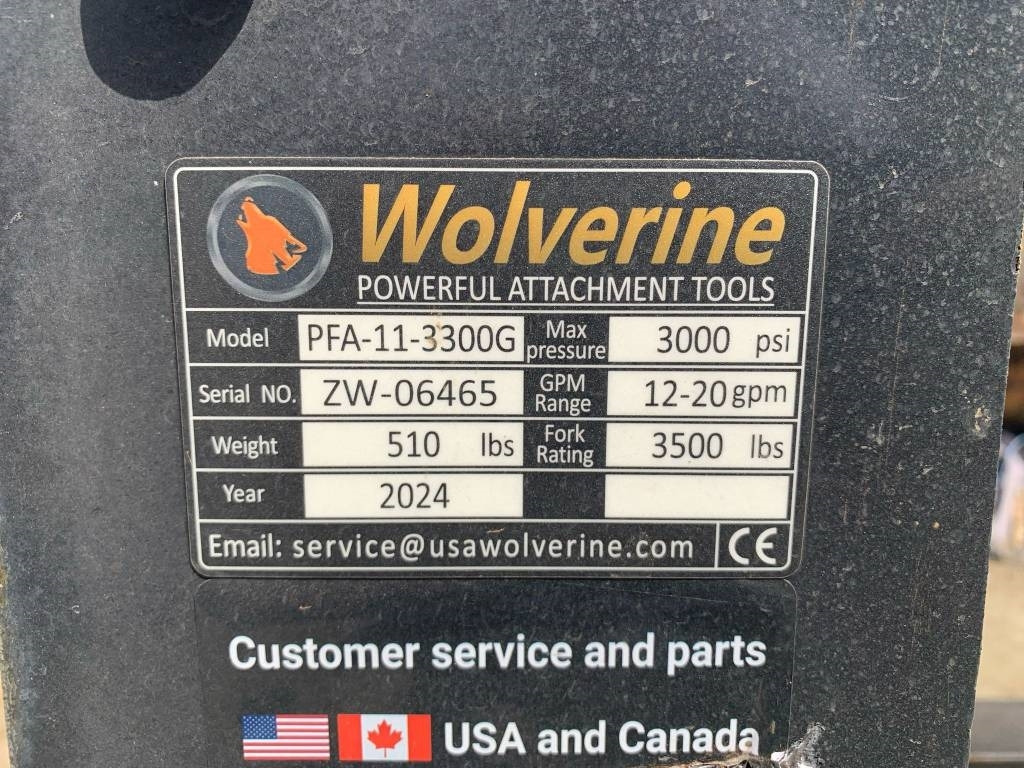 Wolverine
POWERFUL ATTACHMENT TOOLS
Model PFA-11-3300G Max pressure 3000 psi
Serial NO. ZW-06465 GPM Range 12-20 gpm
Weight 510 lbs Fork Rating 3500 lbs
Year 2024
Email: service@usawolverine.com CE
Customer service and parts
USA and Canada